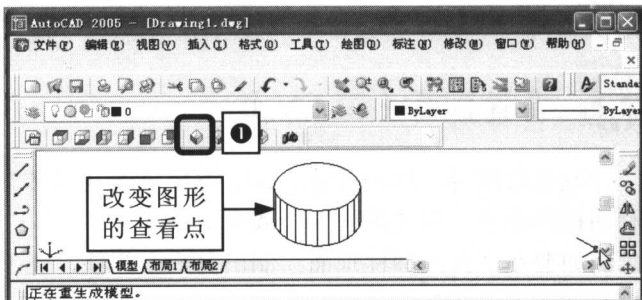 AutoCAD 2005 - [Drawing1.dwg]
文件(F) 编辑(E) 视图(V) 插入(I) 格式(O) 工具(T) 绘图(D) 标注(N) 修改(M) 窗口(W) 帮助(H)
A Standa
0 ByLayer ByLaye
❶
改变图形
的查看点
模型 布局1 布局2
正在重生成模型。